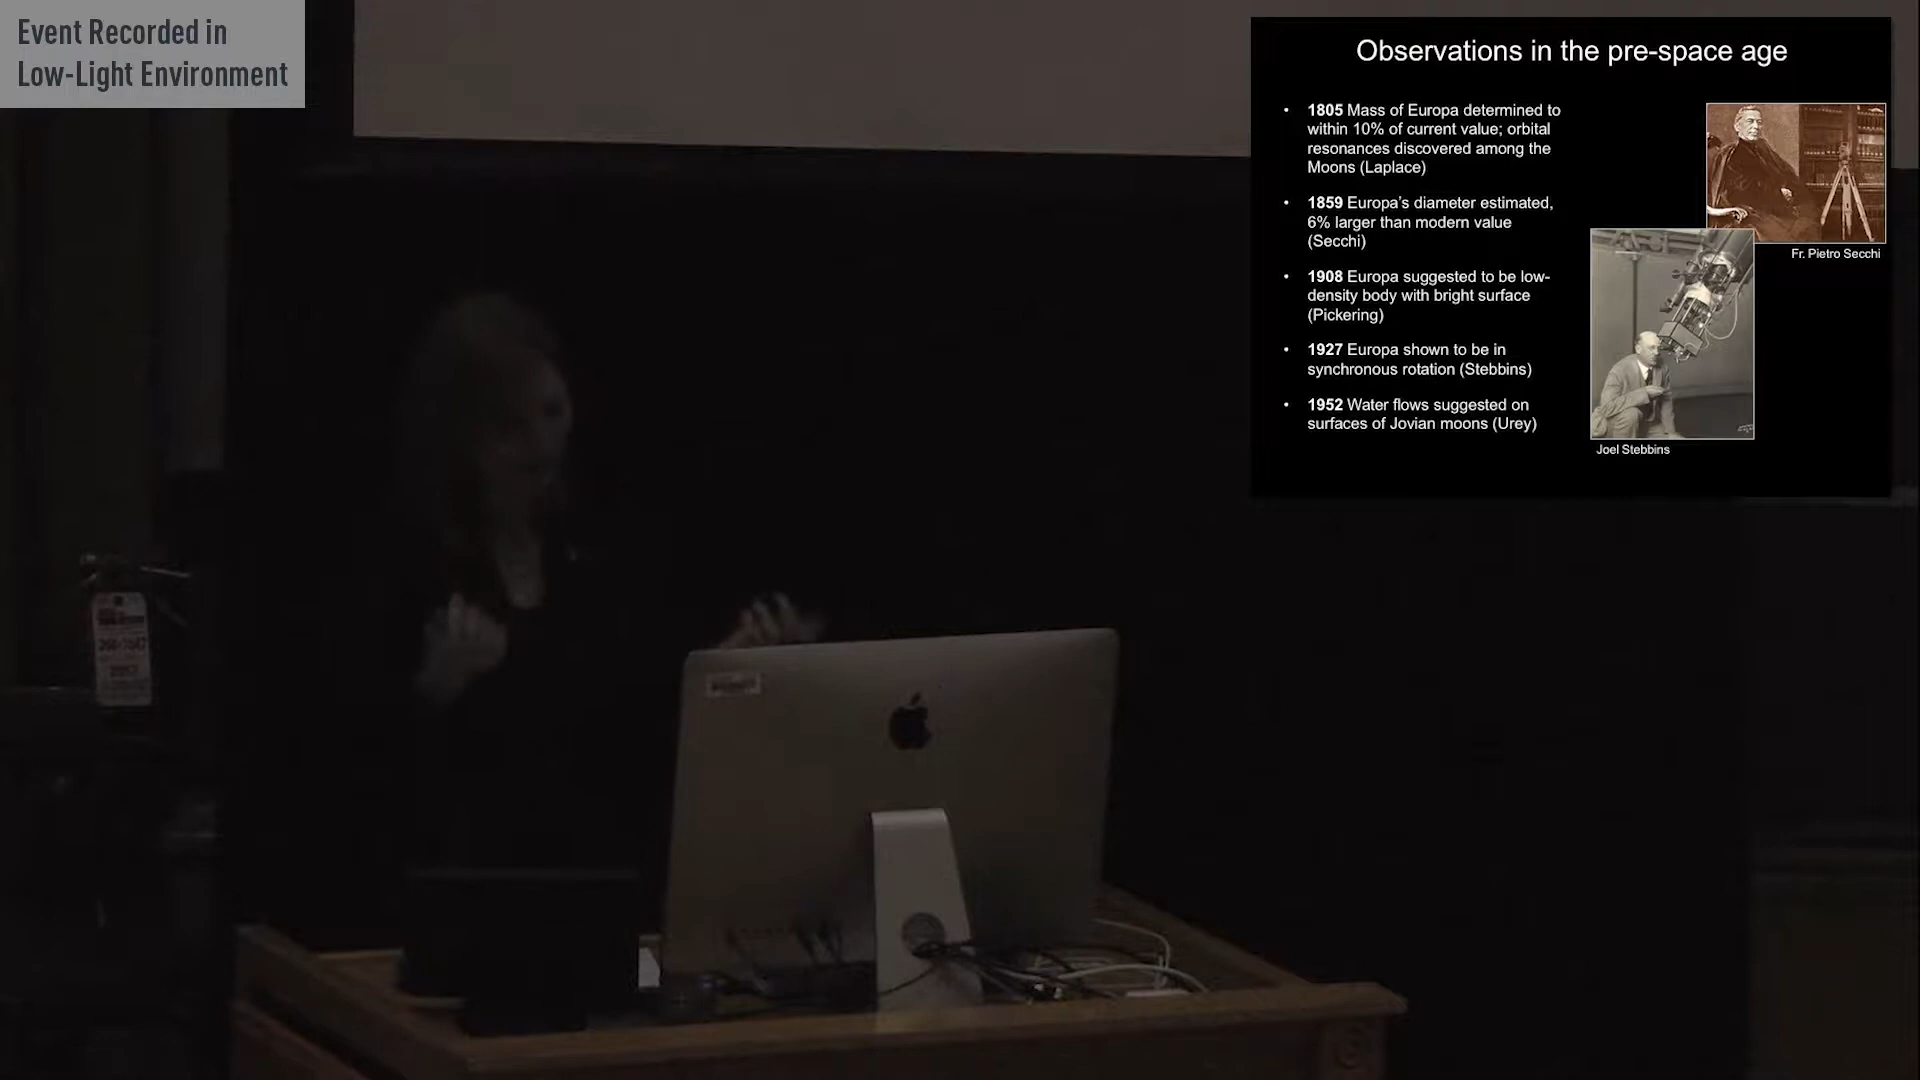 Event Recorded in
Low-Light Environment
Observations in the pre-space age
• 1805 Mass of Europa determined to
within 10% of current value; orbital
resonances discovered among the
Moons (Laplace)
• 1859 Europa’s diameter estimated,
6% larger than modern value
(Secchi)
• 1908 Europa suggested to be low-
density body with bright surface
(Pickering)
• 1927 Europa shown to be in
synchronous rotation (Stebbins)
• 1952 Water flows suggested on
surfaces of Jovian moons (Urey)
Fr. Pietro Secchi
Joel Stebbins